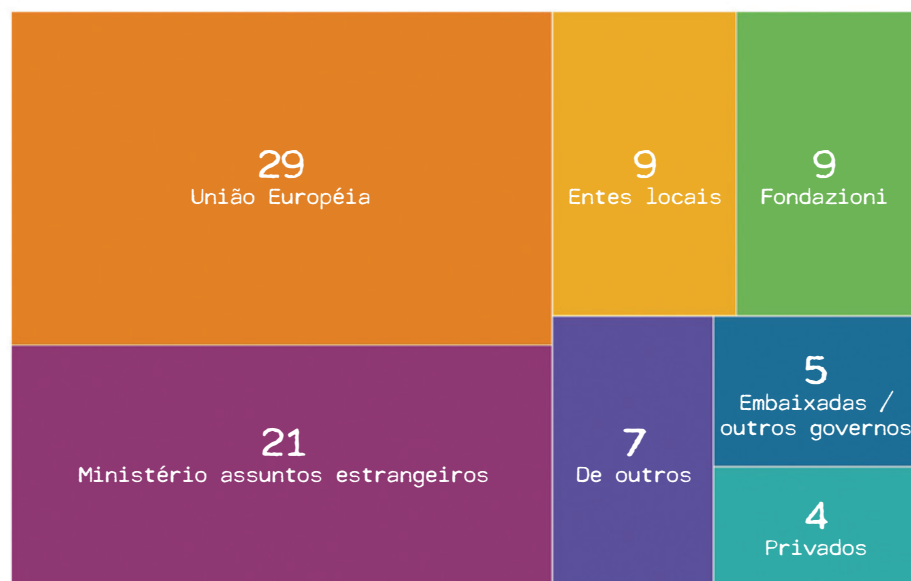 29
União Européia
9
Entes locais
9
Fondazioni
21
Ministério assuntos estrangeiros
7
De outros
5
Embaixadas /
outros governos
4
Privados